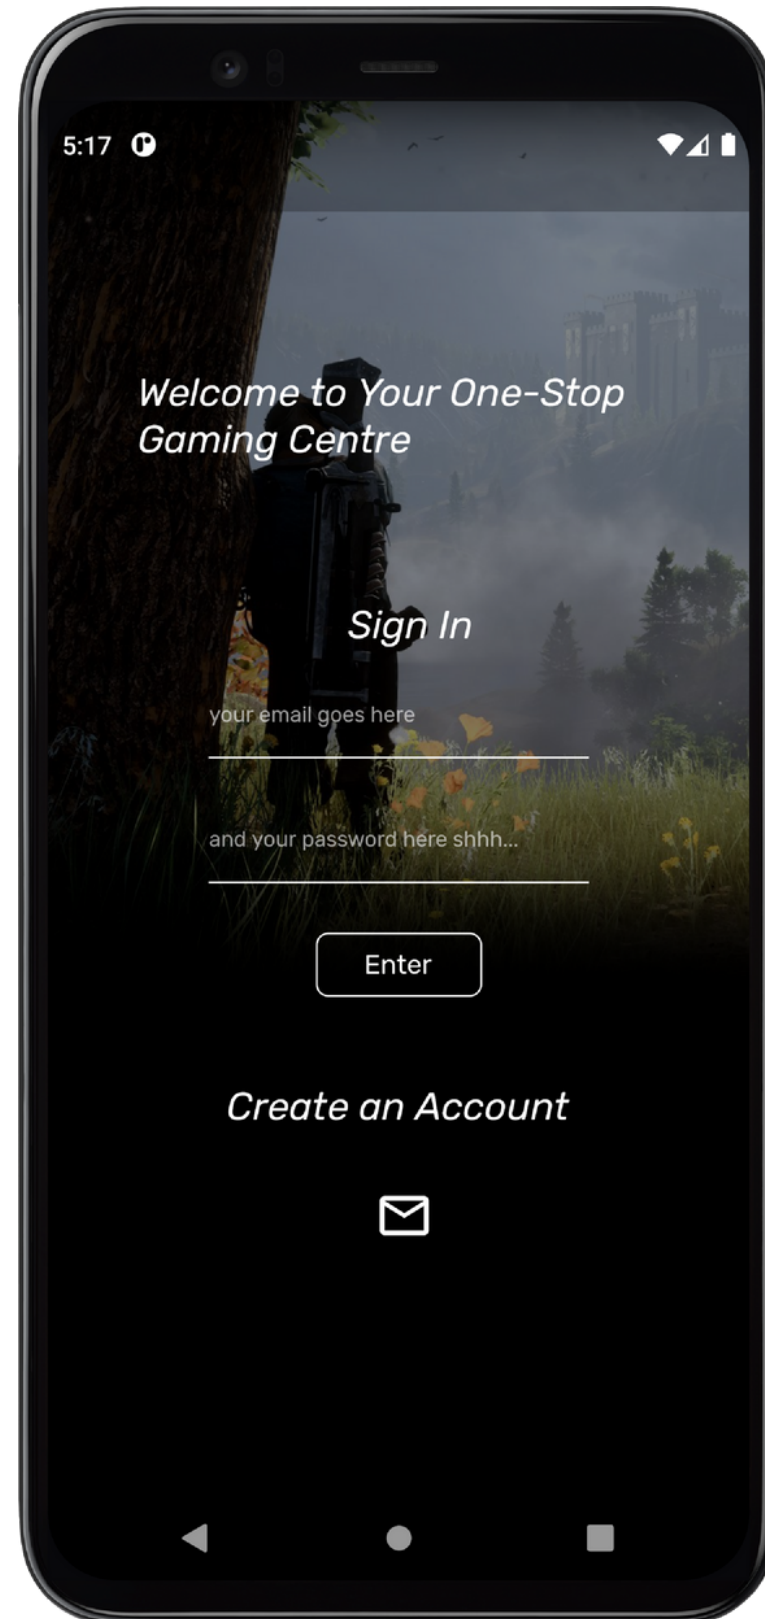 5:17
Welcome to Your One-Stop
Gaming Centre
Sign In
your email goes here
and your password here shhh...
Enter
Create an Account